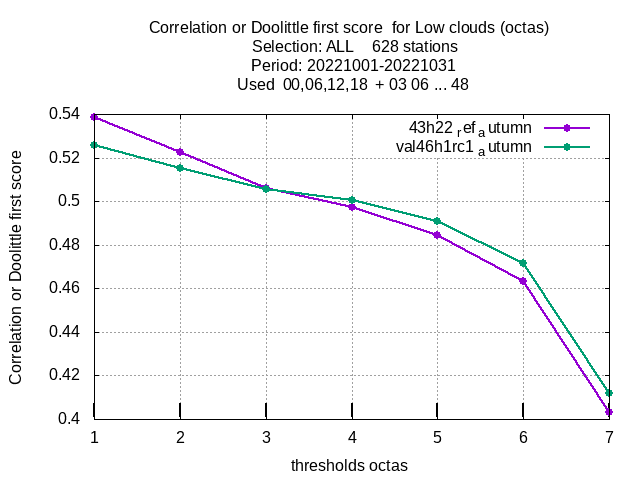 Correlation or Doolittle first score  for Low clouds (octas)
Selection: ALL    628 stations
Period: 20221001-20221031
Used  00,06,12,18  + 03 06 ... 48
43h22 ref autumn
val46h1rc1 autumn
Correlation or Doolittle first score
0.54
0.52
0.5
0.48
0.46
0.44
0.42
0.4
1 2 3 4 5 6 7
thresholds octas